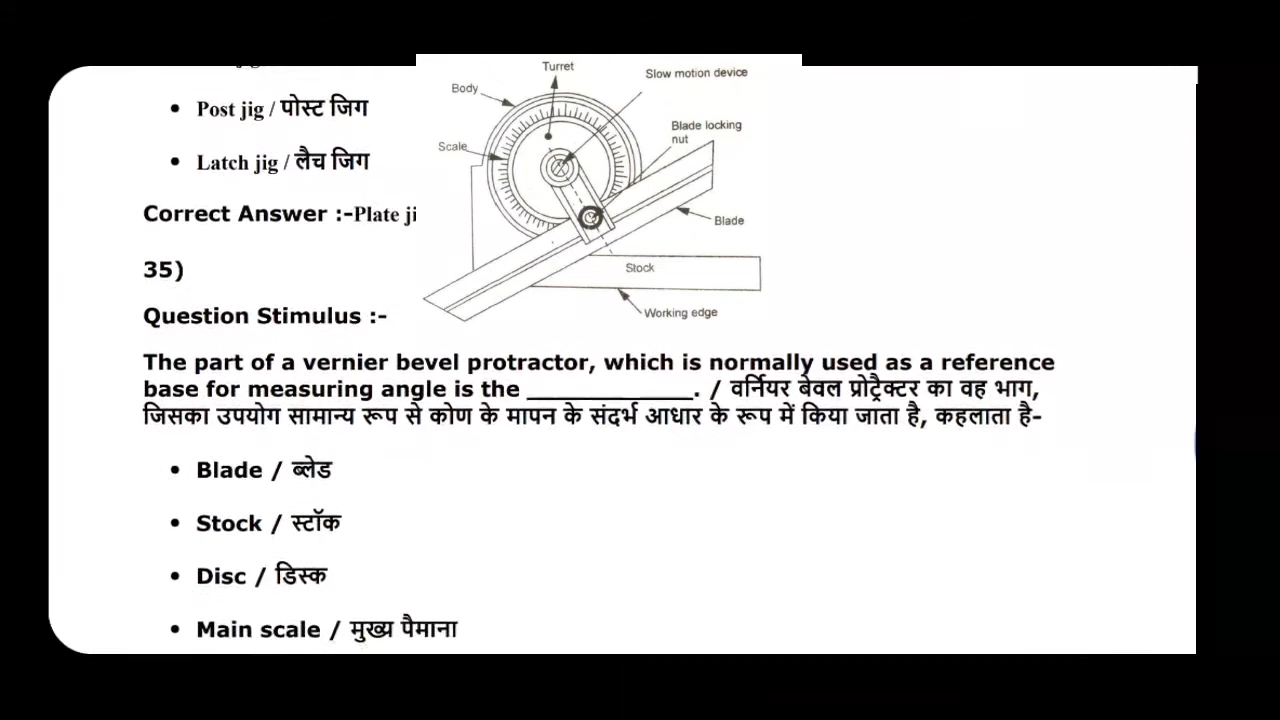 Post jig / पोस्ट जिग
Latch jig / लैच जिग
Correct Answer :-Plate ji
Turret
Slow motion device
Body
Blade locking
nut
Scale
Blade
Stock
Working edge
35)
Question Stimulus :-
The part of a vernier bevel protractor, which is normally used as a reference
base for measuring angle is the ______________. / वर्नियर बेवल प्रोट्रैक्टर का वह भाग,
जिसका उपयोग सामान्य रूप से कोण के मापन के संदर्भ आधार के रूप में किया जाता है, कहलाता है-
Blade / ब्लेड
Stock / स्टॉक
Disc / डिस्क
Main scale / मुख्य पैमाना